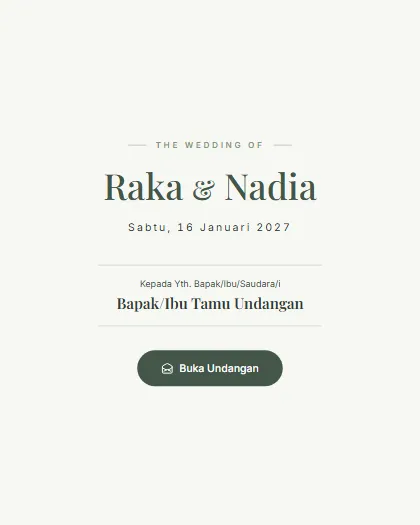 THE WEDDING OF
Raka & Nadia
Sabtu, 16 Januari 2027
Kepada Yth. Bapak/Ibu/Saudara/i
Bapak/Ibu Tamu Undangan
Buka Undangan